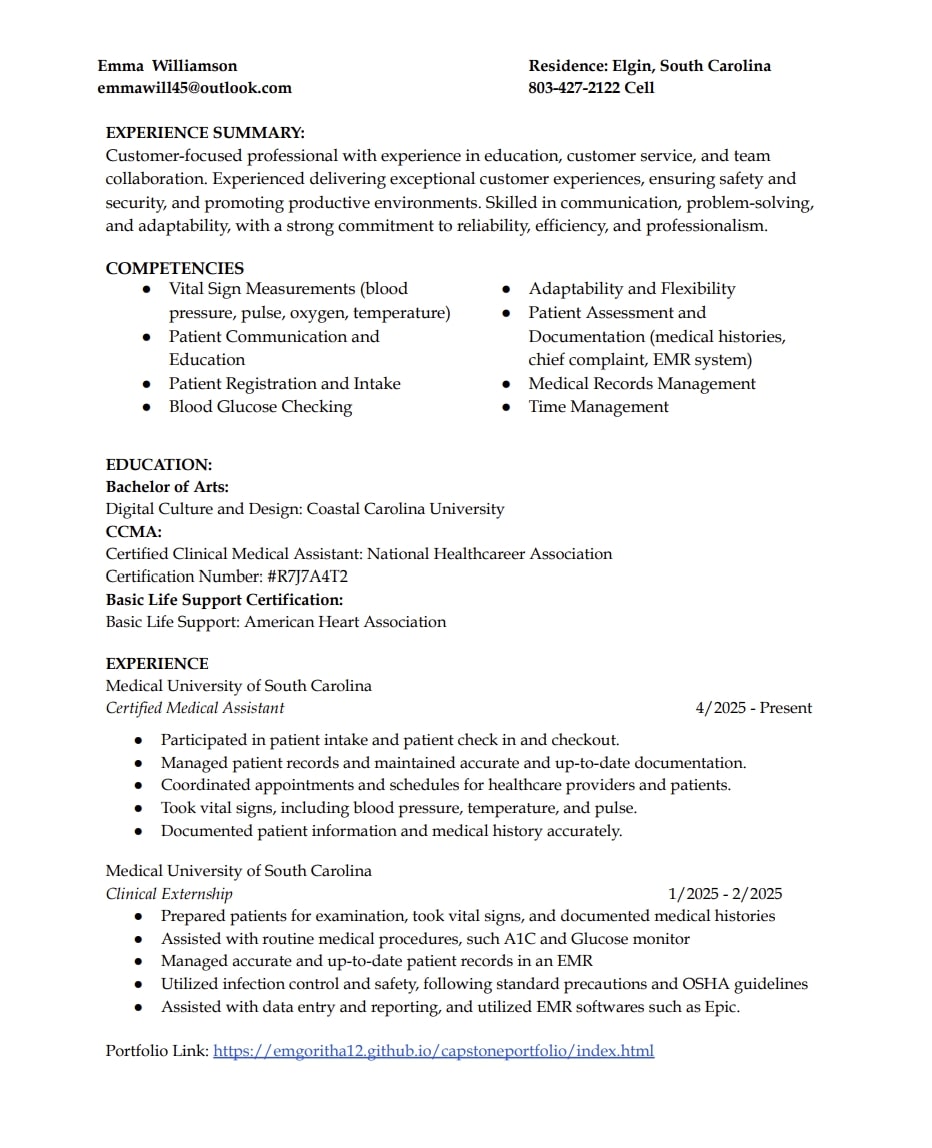 Emma Williamson
emmawill45@outlook.com
Residence: Elgin, South Carolina
803-427-2122 Cell
EXPERIENCE SUMMARY:
Customer-focused professional with experience in education, customer service, and team
collaboration. Experienced delivering exceptional customer experiences, ensuring safety and
security, and promoting productive environments. Skilled in communication, problem-solving,
and adaptability, with a strong commitment to reliability, efficiency, and professionalism.
COMPETENCIES
● Vital Sign Measurements (blood
pressure, pulse, oxygen, temperature)
● Patient Communication and
Education
● Patient Registration and Intake
● Blood Glucose Checking
● Adaptability and Flexibility
● Patient Assessment and
Documentation (medical histories,
chief complaint, EMR system)
● Medical Records Management
● Time Management
EDUCATION:
Bachelor of Arts:
Digital Culture and Design: Coastal Carolina University
CCMA:
Certified Clinical Medical Assistant: National Healthcareer Association
Certification Number: #R7J7A4T2
Basic Life Support Certification:
Basic Life Support: American Heart Association
EXPERIENCE
Medical University of South Carolina
Certified Medical Assistant 4/2025 - Present
● Participated in patient intake and patient check in and checkout.
● Managed patient records and maintained accurate and up-to-date documentation.
● Coordinated appointments and schedules for healthcare providers and patients.
● Took vital signs, including blood pressure, temperature, and pulse.
● Documented patient information and medical history accurately.
Medical University of South Carolina
Clinical Externship 1/2025 - 2/2025
● Prepared patients for examination, took vital signs, and documented medical histories
● Assisted with routine medical procedures, such A1C and Glucose monitor
● Managed accurate and up-to-date patient records in an EMR
● Utilized infection control and safety, following standard precautions and OSHA guidelines
● Assisted with data entry and reporting, and utilized EMR softwares such as Epic.
Portfolio Link: https://emgoritha12.github.io/capstoneportfolio/index.html